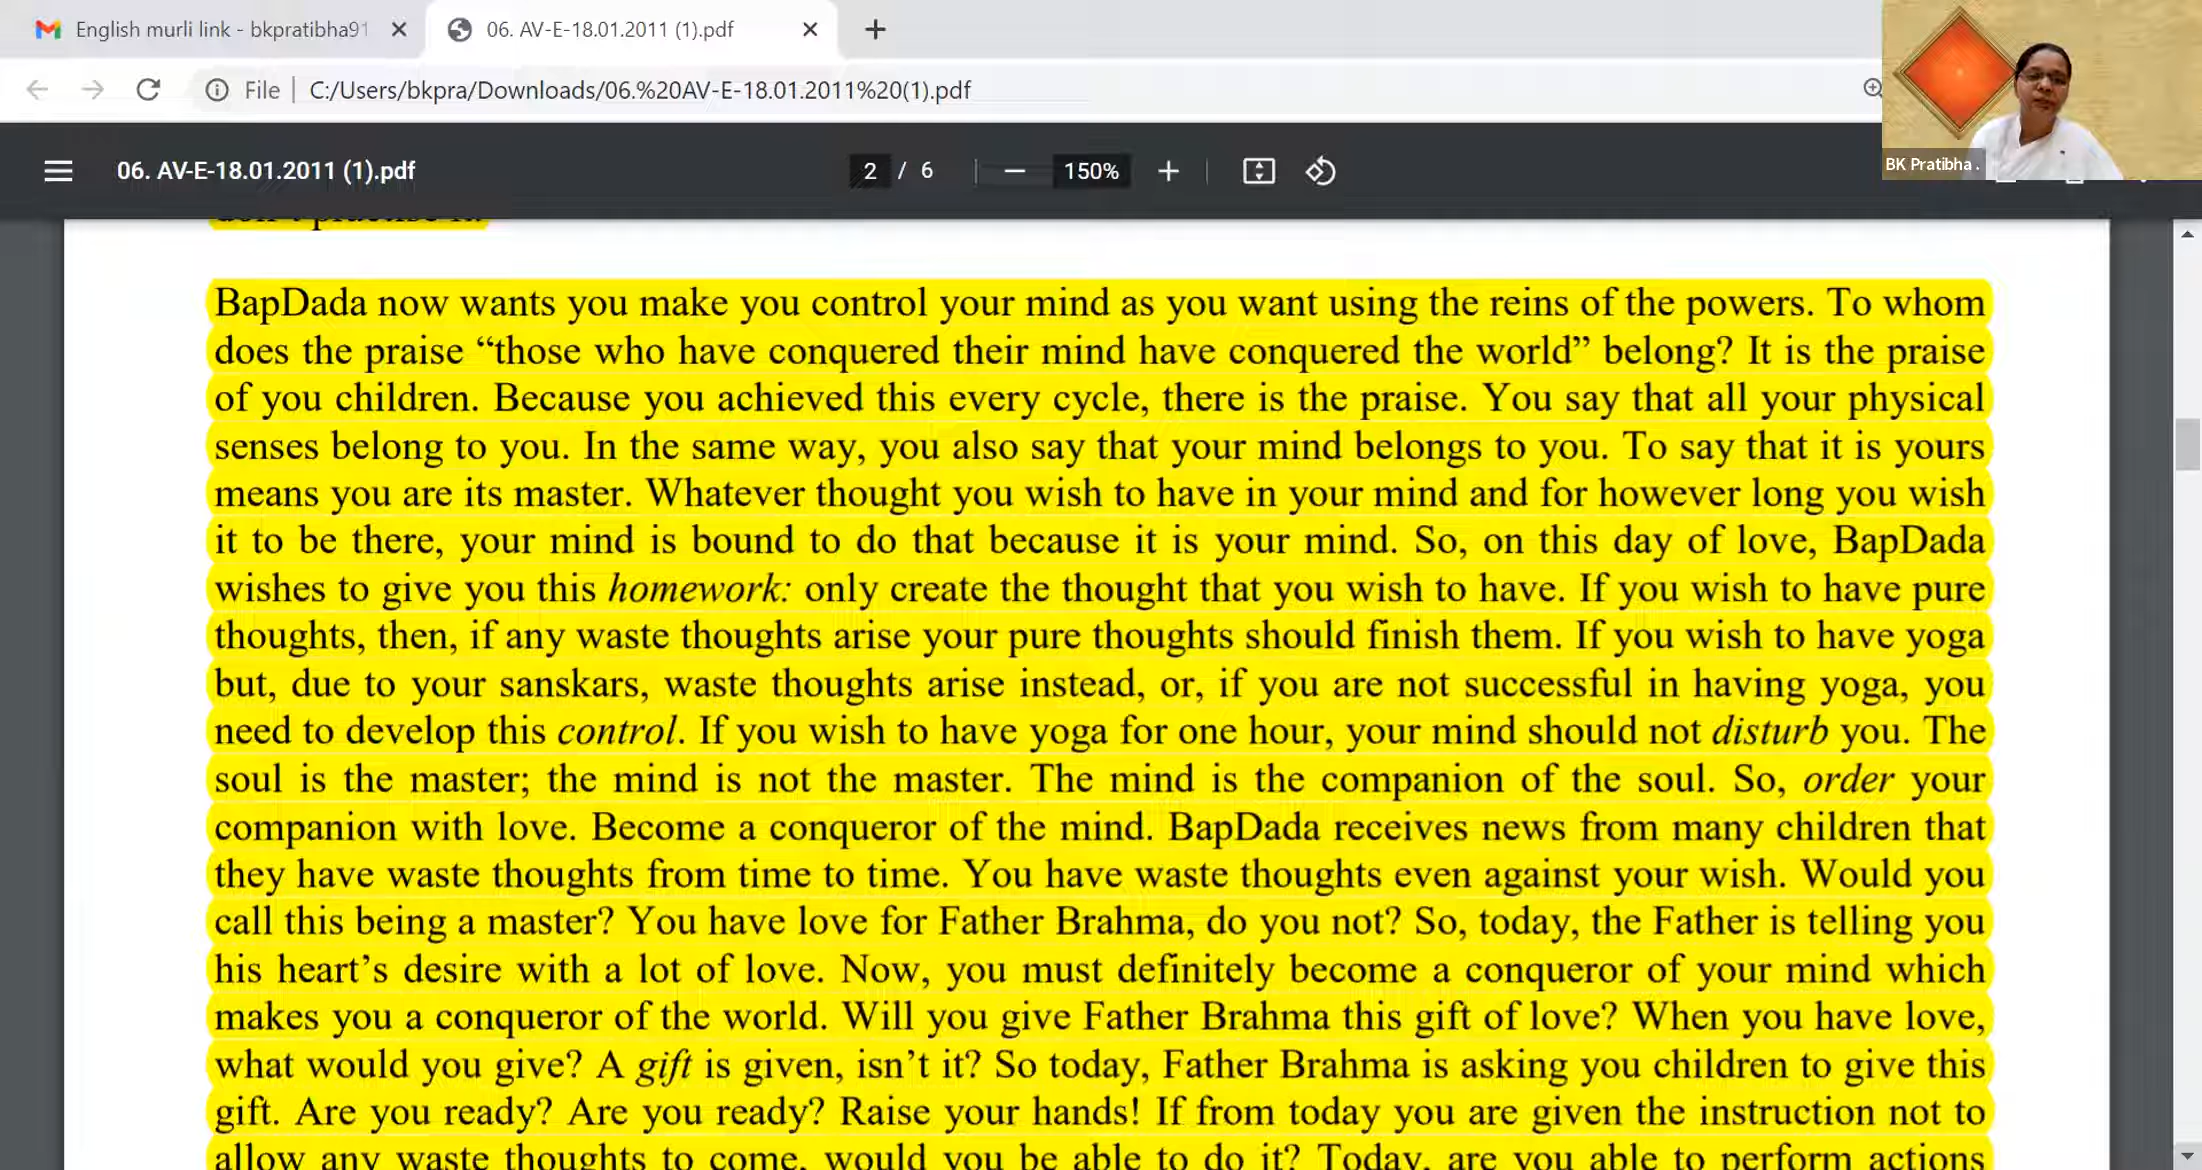 English murli link - bkpratibha91
06. AV-E-18.01.2011 (1).pdf
File | C:/Users/bkpra/Downloads/06.%20AV-E-18.01.2011%20(1).pdf
06. AV-E-18.01.2011 (1).pdf
2 / 6
150%
BK Pratibha .
don't practise it.
BapDada now wants you make you control your mind as you want using the reins of the powers. To whom
does the praise “those who have conquered their mind have conquered the world” belong? It is the praise
of you children. Because you achieved this every cycle, there is the praise. You say that all your physical
senses belong to you. In the same way, you also say that your mind belongs to you. To say that it is yours
means you are its master. Whatever thought you wish to have in your mind and for however long you wish
it to be there, your mind is bound to do that because it is your mind. So, on this day of love, BapDada
wishes to give you this homework: only create the thought that you wish to have. If you wish to have pure
thoughts, then, if any waste thoughts arise your pure thoughts should finish them. If you wish to have yoga
but, due to your sanskars, waste thoughts arise instead, or, if you are not successful in having yoga, you
need to develop this control. If you wish to have yoga for one hour, your mind should not disturb you. The
soul is the master; the mind is not the master. The mind is the companion of the soul. So, order your
companion with love. Become a conqueror of the mind. BapDada receives news from many children that
they have waste thoughts from time to time. You have waste thoughts even against your wish. Would you
call this being a master? You have love for Father Brahma, do you not? So, today, the Father is telling you
his heart’s desire with a lot of love. Now, you must definitely become a conqueror of your mind which
makes you a conqueror of the world. Will you give Father Brahma this gift of love? When you have love,
what would you give? A gift is given, isn’t it? So today, Father Brahma is asking you children to give this
gift. Are you ready? Are you ready? Raise your hands! If from today you are given the instruction not to
allow any waste thoughts to come, would you be able to do it? Today, are you able to perform actions